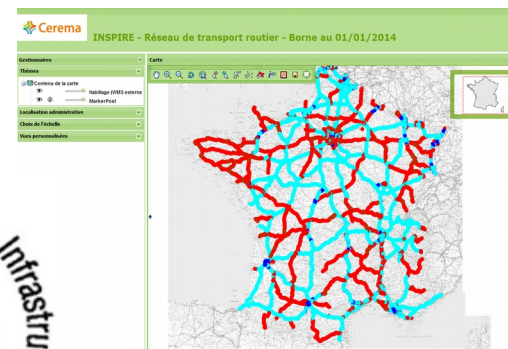 Cerema
INSPIRE - Réseau de transport routier - Borne au 01/01/2014
Gestionnaires
Carte
Thèmes
Contenu de la carte
Habillage (WMS externe
MarkerPost
Localisation administrative
Choix de l'échelle
Vues personnalisées
Infrastru